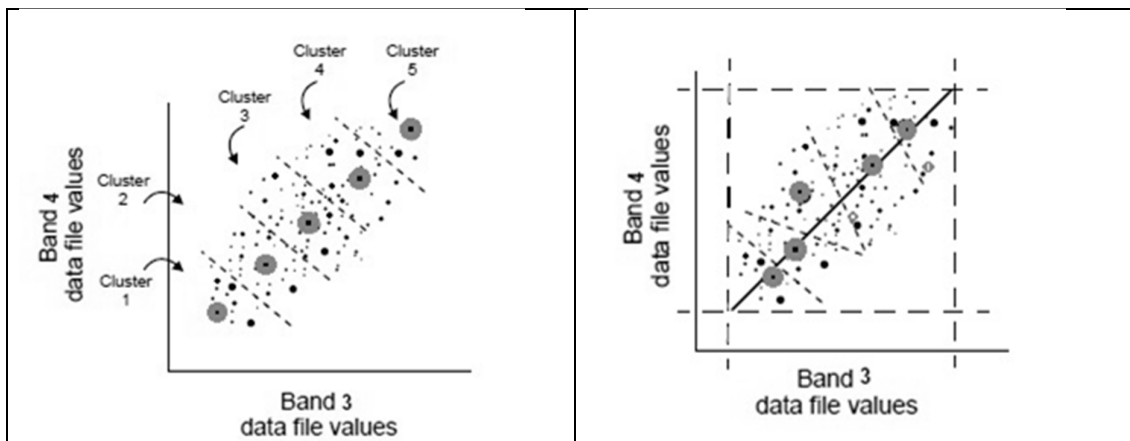 Cluster
4
Cluster
5
Cluster
3
Cluster
2
Cluster
1
Band 4
data file values
Band 3
data file values
Band 4
data file values
Band 3
data file values